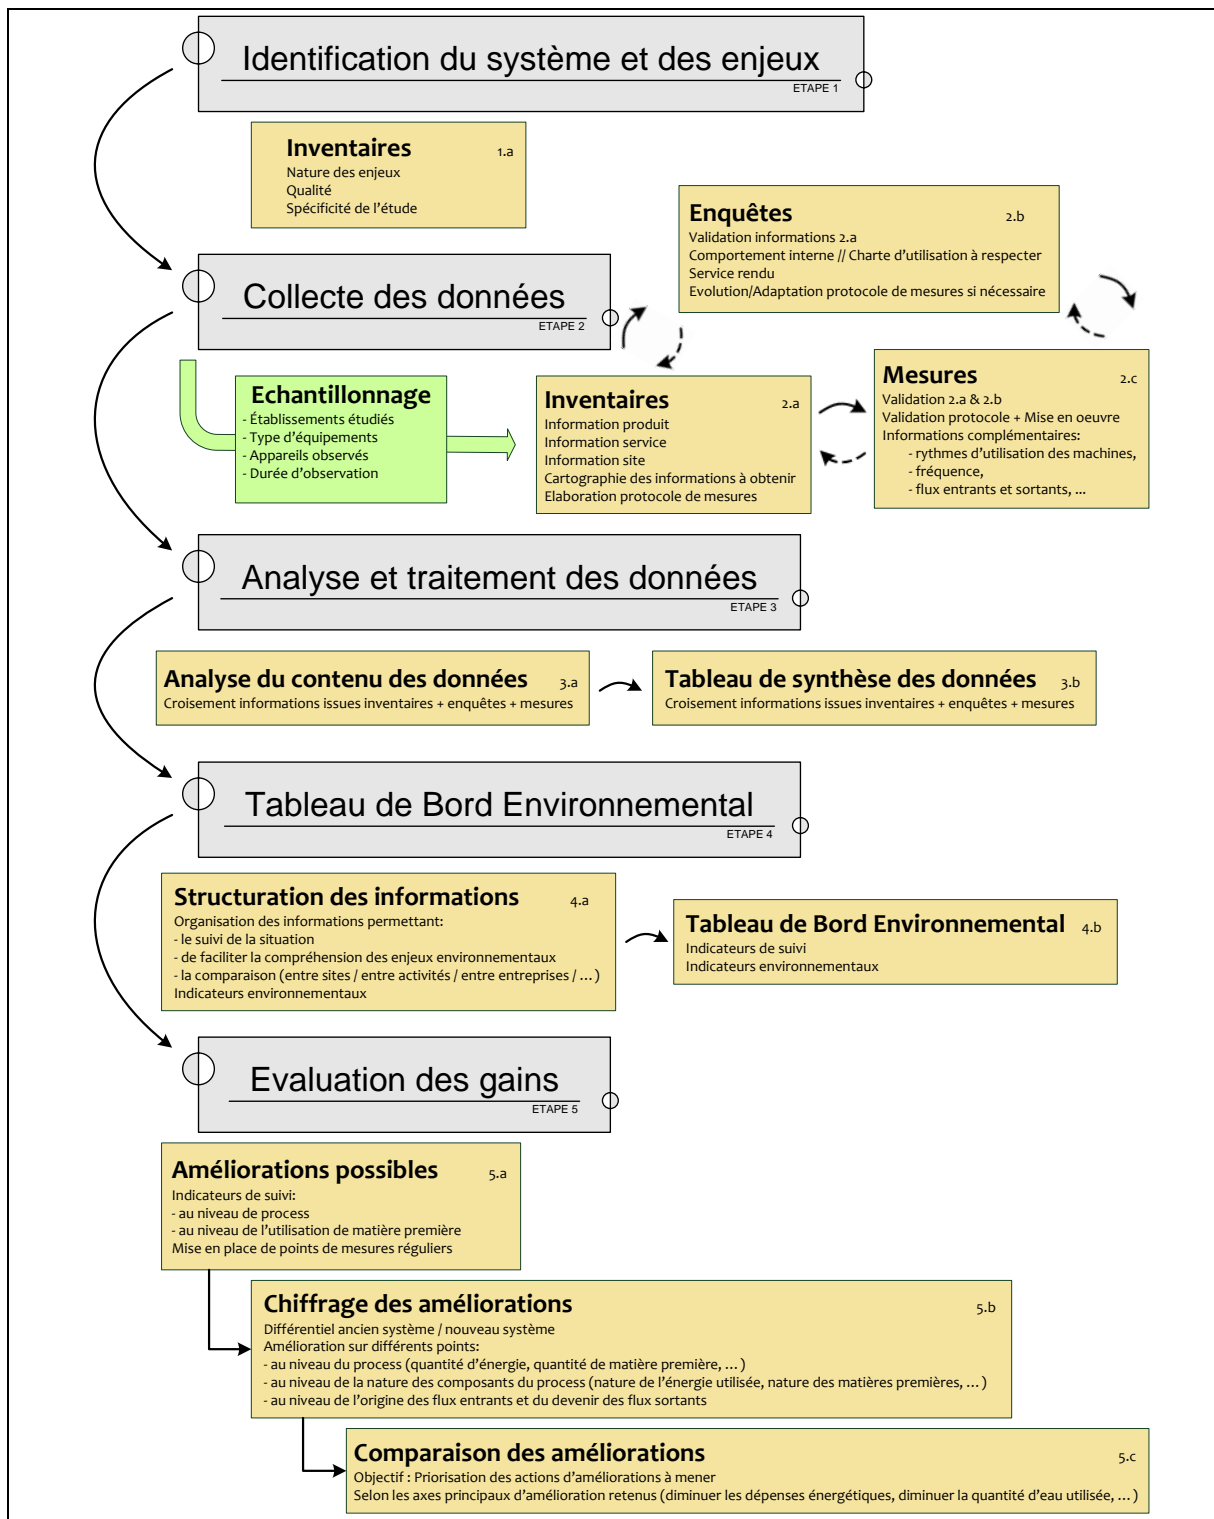 Identification du système et des enjeux
ETAPE 1
Inventaires 1.a
Nature des enjeux
Qualité
Spécificité de l'étude
Enquêtes 2.b
Validation informations 2.a
Comportement interne // Charte d'utilisation à respecter
Service rendu
Evolution/Adaptation protocole de mesures si nécessaire
Collecte des données
ETAPE 2
Echantillonnage
- Établissements étudiés
- Type d'équipements
- Appareils observés
- Durée d'observation
Inventaires 2.a
Information produit
Information service
Information site
Cartographie des informations à obtenir
Elaboration protocole de mesures
Mesures 2.c
Validation 2.a & 2.b
Validation protocole + Mise en oeuvre
Informations complémentaires:
- rythmes d'utilisation des machines,
- fréquence,
- flux entrants et sortants, ...
Analyse et traitement des données
ETAPE 3
Analyse du contenu des données 3.a
Croisement informations issues inventaires + enquêtes + mesures
Tableau de synthèse des données 3.b
Croisement informations issues inventaires + enquêtes + mesures
Tableau de Bord Environnemental
ETAPE 4
Structuration des informations 4.a
Organisation des informations permettant:
- le suivi de la situation
- de faciliter la compréhension des enjeux environnementaux
- la comparaison (entre sites / entre activités / entre entreprises / ...)
Indicateurs environnementaux
Tableau de Bord Environnemental 4.b
Indicateurs de suivi
Indicateurs environnementaux
Evaluation des gains
ETAPE 5
Améliorations possibles 5.a
Indicateurs de suivi:
- au niveau de process
- au niveau de l'utilisation de matière première
Mise en place de points de mesures réguliers
Chiffrage des améliorations 5.b
Différentiel ancien système / nouveau système
Amélioration sur différents points:
- au niveau du process (quantité d'énergie, quantité de matière première, ...)
- au niveau de la nature des composants du process (nature de l'énergie utilisée, nature des matières premières, ...)
- au niveau de l'origine des flux entrants et du devenir des flux sortants
Comparaison des améliorations 5.c
Objectif : Priorisation des actions d'améliorations à mener
Selon les axes principaux d'amélioration retenus (diminuer les dépenses énergétiques, diminuer la quantité d'eau utilisée, ...)